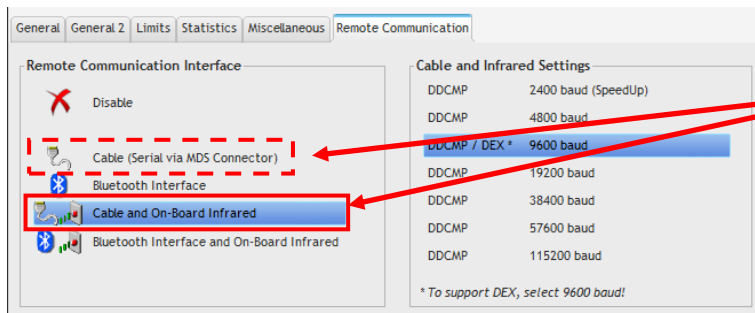 General General 2 Limits Statistics Miscellaneous Remote Communication
Remote Communication Interface
Disable
Cable (Serial via MDS Connector)
Bluetooth Interface
Cable and On-Board Infrared
Bluetooth Interface and On-Board Infrared
Cable and Infrared Settings
DDCMP 2400 baud (SpeedUp)
DDCMP 4800 baud
DDCMP / DEX * 9600 baud
DDCMP 19200 baud
DDCMP 38400 baud
DDCMP 57600 baud
DDCMP 115200 baud
* To support DEX, select 9600 baud!